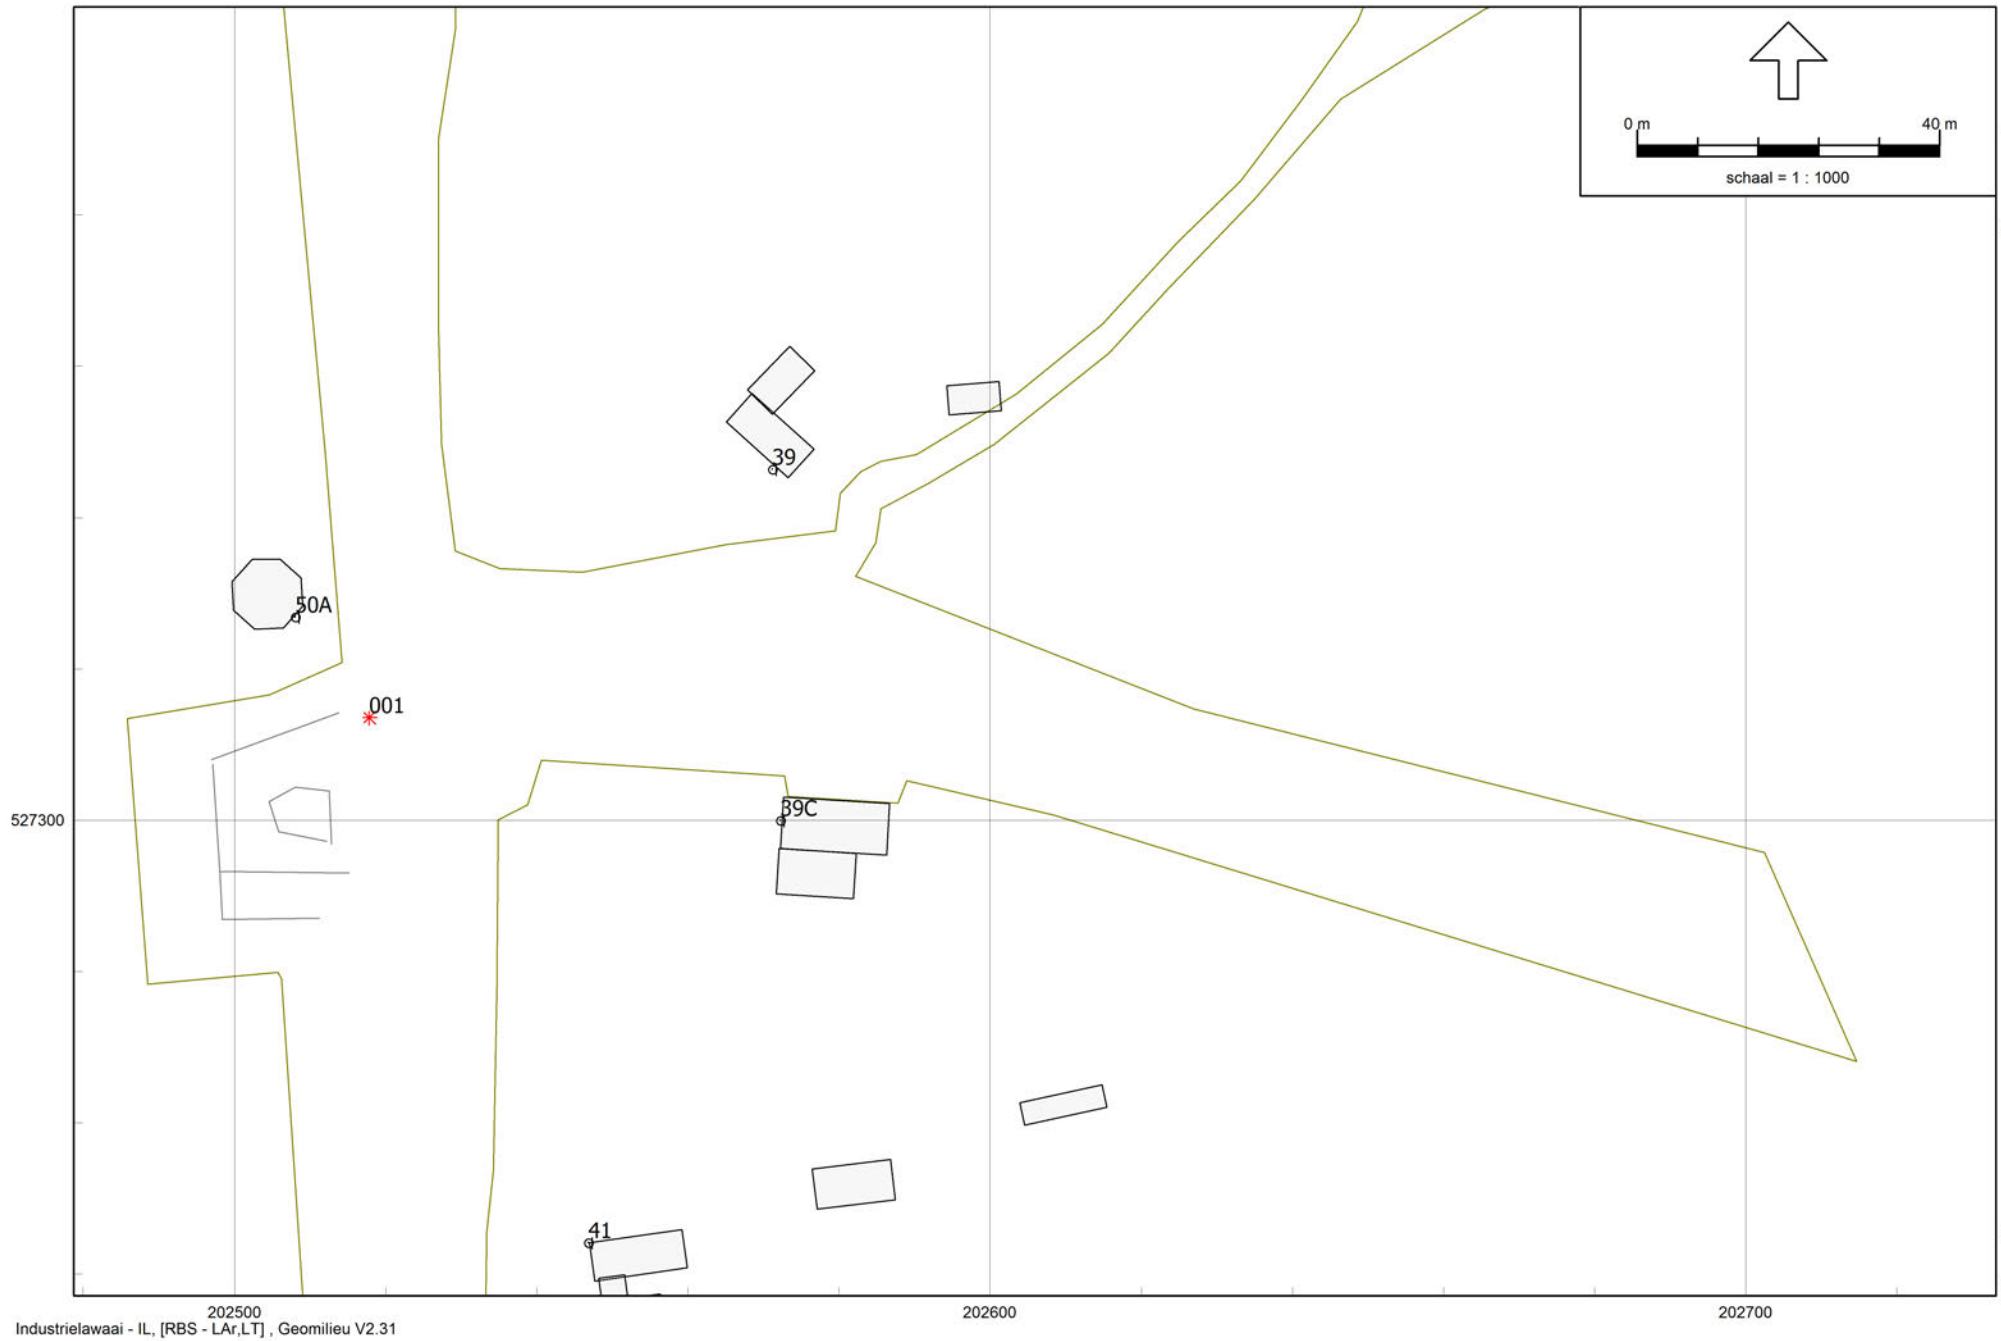 0 m 40 m
schaal = 1 : 1000
39
50A
001
39C
527300
41
202500 202600 202700
Industrielawaai - IL, [RBS - LAr,LT] , Geomilieu V2.31